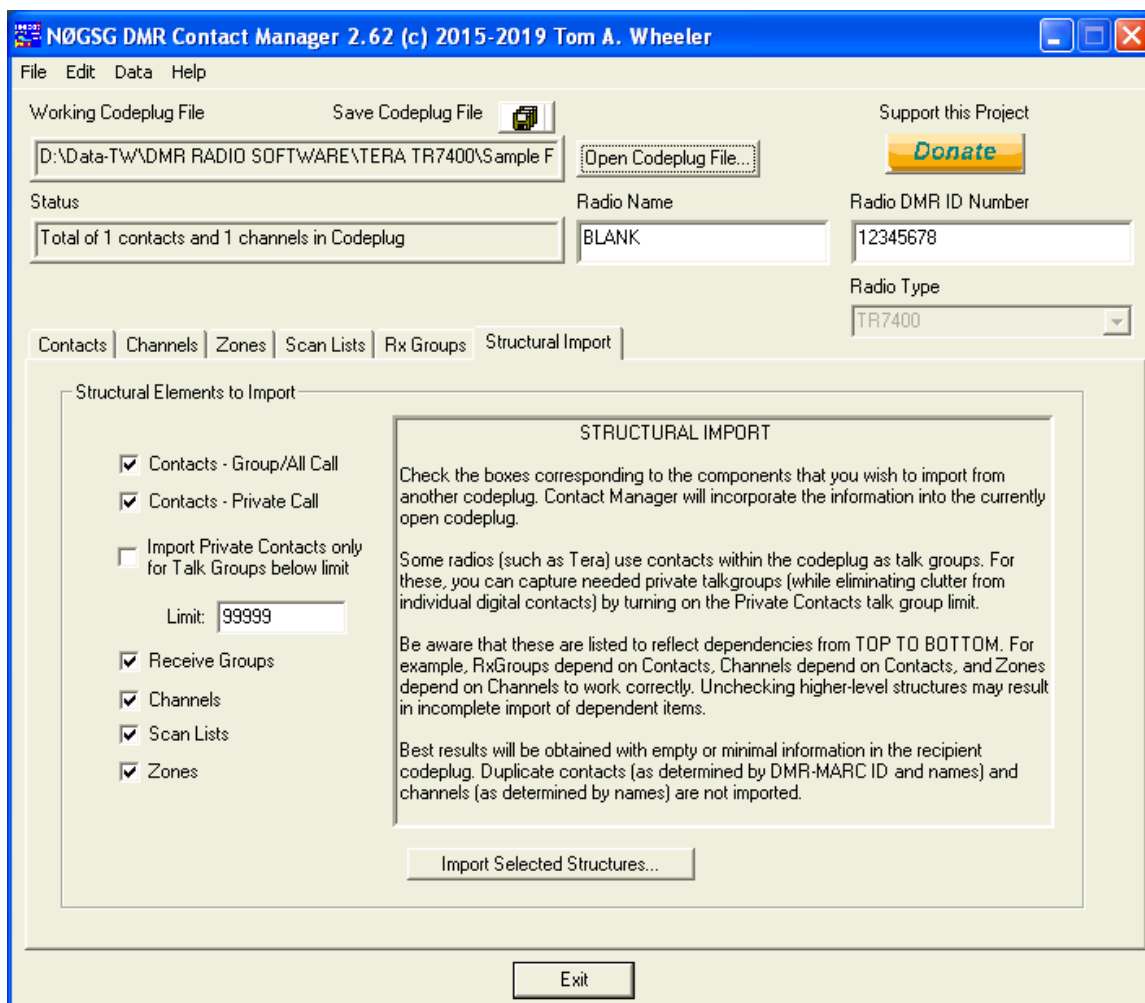 NØGSG DMR Contact Manager 2.62 (c) 2015-2019 Tom A. Wheeler
File Edit Data Help
Working Codeplug File
Save Codeplug File
Support this Project
D:\Data-TW\DMR RADIO SOFTWARE\TERA TR7400\Sample F
Open Codeplug File...
Donate
Status
Radio Name
Radio DMR ID Number
Total of 1 contacts and 1 channels in Codeplug
BLANK
12345678
Radio Type
TR7400
Contacts Channels Zones Scan Lists Rx Groups Structural Import
Structural Elements to Import
Contacts - Group/All Call
Contacts - Private Call
Import Private Contacts only
for Talk Groups below limit
Limit: 99999
Receive Groups
Channels
Scan Lists
Zones
STRUCTURAL IMPORT
Check the boxes corresponding to the components that you wish to import from
another codeplug. Contact Manager will incorporate the information into the currently
open codeplug.
Some radios (such as Tera) use contacts within the codeplug as talk groups. For
these, you can capture needed private talkgroups (while eliminating clutter from
individual digital contacts) by turning on the Private Contacts talk group limit.
Be aware that these are listed to reflect dependencies from TOP TO BOTTOM. For
example, RxGroups depend on Contacts, Channels depend on Contacts, and Zones
depend on Channels to work correctly. Unchecking higher-level structures may result
in incomplete import of dependent items.
Best results will be obtained with empty or minimal information in the recipient
codeplug. Duplicate contacts (as determined by DMR-MARC ID and names) and
channels (as determined by names) are not imported.
Import Selected Structures...
Exit